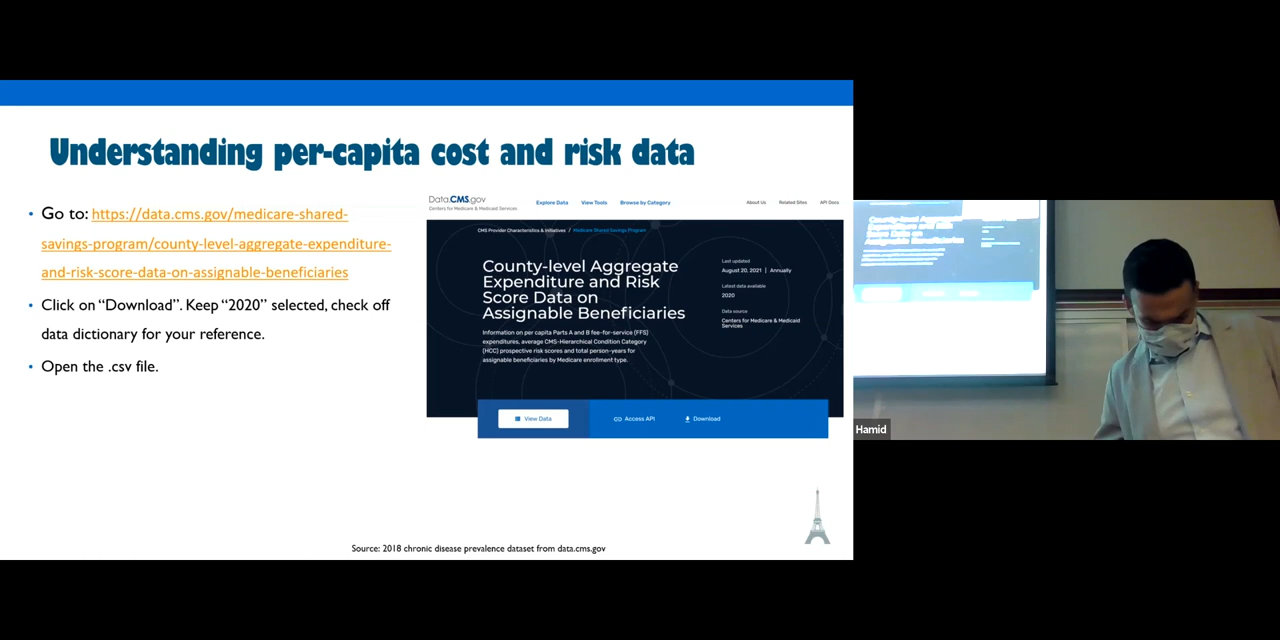 Understanding per-capita cost and risk data
• Go to: https://data.cms.gov/medicare-shared-
savings-program/county-level-aggregate-expenditure-
and-risk-score-data-on-assignable-beneficiaries
• Click on “Download”. Keep “2020” selected, check off
data dictionary for your reference.
• Open the .csv file.
Data.CMS.gov
Centers for Medicare & Medicaid Services
Explore Data View Tools Browse by Category
About Us Related Sites API Docs
CMS Provider Characteristics & Initiatives / Medicare Shared Savings Program
County-level Aggregate
Expenditure and Risk
Score Data on
Assignable Beneficiaries
Information on per capita Parts A and B fee-for-service (FFS)
expenditures, average CMS-Hierarchical Condition Category
(HCC) prospective risk scores and total person-years for
assignable beneficiaries by Medicare enrollment type.
Last updated
August 20, 2021 | Annually
Latest data available
2020
Data source
Centers for Medicare & Medicaid
Services
View Data
Access API
Download
Source: 2018 chronic disease prevalence dataset from data.cms.gov
Hamid